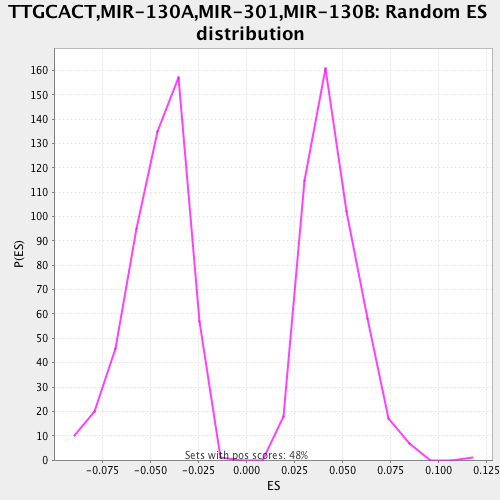 TTGCACT,MIR-130A,MIR-301,MIR-130B: Random ES
distribution
160
150
140
130
120
110
100
90
80
70
60
50
40
30
20
10
0
P(ES)
Sets with pos scores: 48%
-0.075 -0.050 -0.025 0.000 0.025 0.050 0.075 0.100 0.125
ES